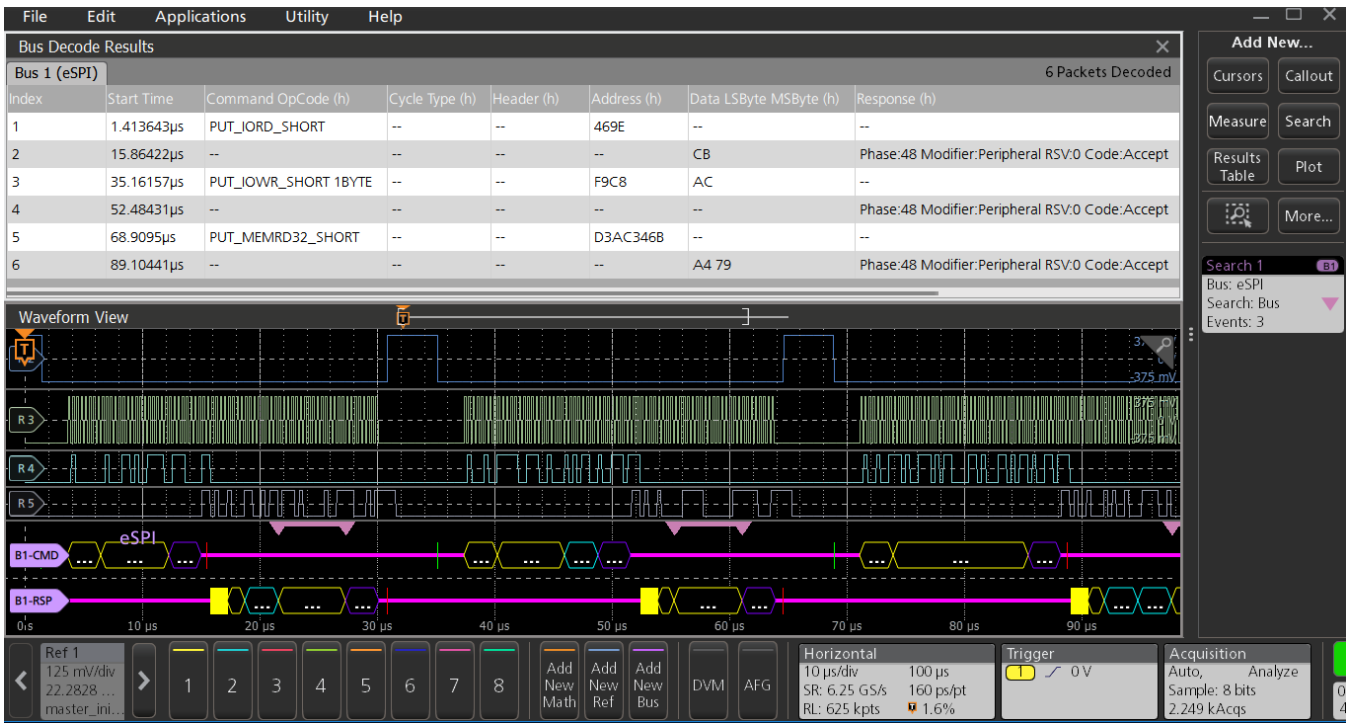 File Edit Applications Utility Help
Bus Decode Results
Bus 1 (eSPI) 6 Packets Decoded
Index Start Time Command OpCode (h) Cycle Type (h) Header (h) Address (h) Data LSByte MSByte (h) Response (h)
1 1.413643µs PUT_IORD_SHORT -- -- 469E -- --
2 15.86422µs -- -- -- -- CB Phase:48 Modifier:Peripheral RSV:0 Code:Accept
3 35.16157µs PUT_IOWR_SHORT 1BYTE -- -- F9C8 AC --
4 52.48431µs -- -- -- -- Phase:48 Modifier:Peripheral RSV:0 Code:Accept
5 68.9095µs PUT_MEMRD32_SHORT -- -- D3AC346B -- --
6 89.10441µs -- -- -- -- A4 79 Phase:48 Modifier:Peripheral RSV:0 Code:Accept
Waveform View
T
T
-375 mV
R3
375 mV
0 V
-375 mV
R4
R5
eSPI
B1-CMD ... ... ... ... ... ... ... ... ... ...
B1-RSP ... ... ... ... ... ... ...
0s 10 µs 20 µs 30 µs 40 µs 50 µs 60 µs 70 µs 80 µs 90 µs
Add New...
Cursors Callout
Measure Search
Results Table Plot
More...
Search 1 B1
Bus: eSPI
Search: Bus
Events: 3
Ref 1
125 mV/div
22.2828 ...
master_ini...
1 2 3 4 5 6 7 8
Add New Math
Add New Ref
Add New Bus
DVM AFG
Horizontal
10 µs/div 100 µs
SR: 6.25 GS/s 160 ps/pt
RL: 625 kpts 1.6%
Trigger
1 0 V
Acquisition
Auto, Analyze
Sample: 8 bits
2.249 kAcqs